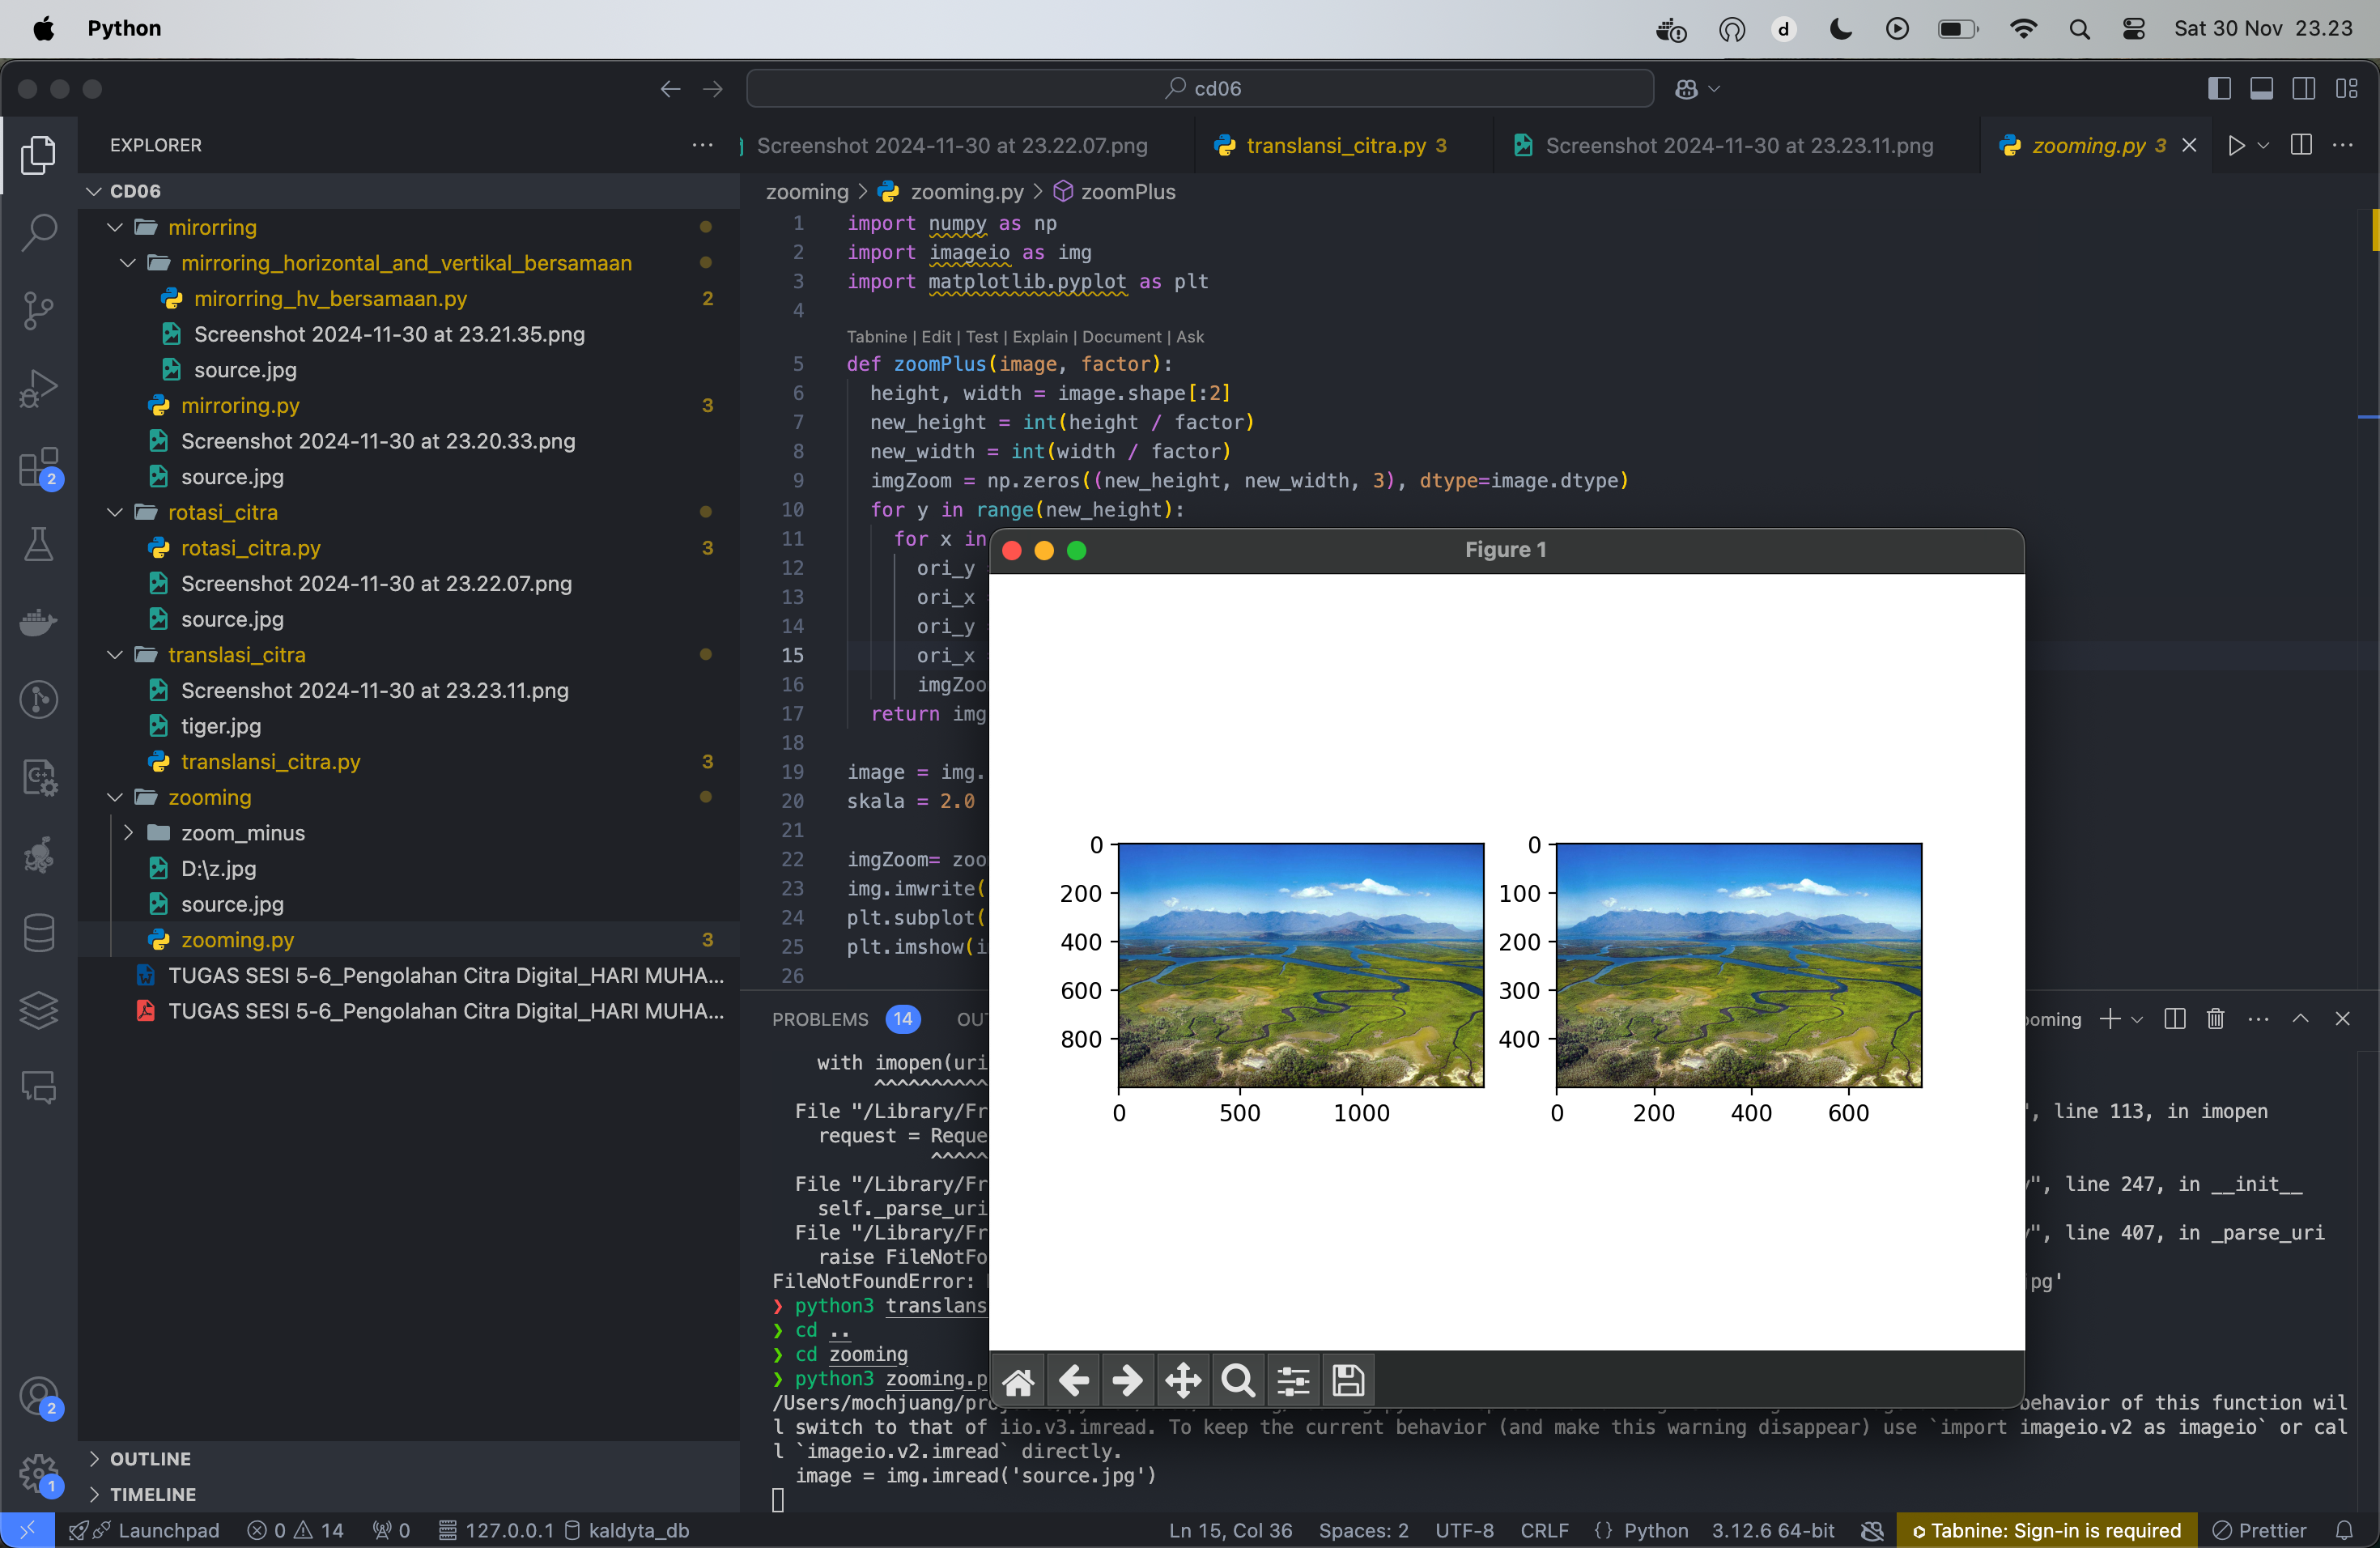 Python
d
Sat 30 Nov 23.23
cd06
EXPLORER
Screenshot 2024-11-30 at 23.22.07.png
translansi_citra.py 3
Screenshot 2024-11-30 at 23.23.11.png
zooming.py 3
CD06
mirorring
mirroring_horizontal_and_vertikal_bersamaan
mirorring_hv_bersamaan.py 2
Screenshot 2024-11-30 at 23.21.35.png
source.jpg
mirroring.py 3
Screenshot 2024-11-30 at 23.20.33.png
source.jpg
rotasi_citra
rotasi_citra.py 3
Screenshot 2024-11-30 at 23.22.07.png
source.jpg
translasi_citra
Screenshot 2024-11-30 at 23.23.11.png
tiger.jpg
translansi_citra.py 3
zooming
zoom_minus
D:\z.jpg
source.jpg
zooming.py 3
TUGAS SESI 5-6_Pengolahan Citra Digital_HARI MUHA...
TUGAS SESI 5-6_Pengolahan Citra Digital_HARI MUHA...
OUTLINE
TIMELINE
2
2
1
zooming > zooming.py > zoomPlus
1 import numpy as np
2 import imageio as img
3 import matplotlib.pyplot as plt
4
Tabnine | Edit | Test | Explain | Document | Ask
5 def zoomPlus(image, factor):
6 height, width = image.shape[:2]
7 new_height = int(height / factor)
8 new_width = int(width / factor)
9 imgZoom = np.zeros((new_height, new_width, 3), dtype=image.dtype)
10 for y in range(new_height):
11 for x in
12 ori_y
13 ori_x
14 ori_y
15 ori_x
16 imgZoo
17 return img
18
19 image = img.
20 skala = 2.0
21
22 imgZoom= zoo
23 img.imwrite(
24 plt.subplot(
25 plt.imshow(i
26
Figure 1
0
200
400
600
800
0 500 1000
0
100
200
300
400
0 200 400 600
PROBLEMS 14 OU
ooming
with imopen(uri
^^^^^^^^^^
File "/Library/Fr
", line 113, in imopen
request = Reque
^^^^^
File "/Library/Fr
", line 247, in __init__
self._parse_uri
File "/Library/Fr
", line 407, in _parse_uri
raise FileNotFo
FileNotFoundError:
pg'
❯ python3 translans
❯ cd ..
❯ cd zooming
❯ python3 zooming.p
/Users/mochjuang/pr
behavior of this function wil
l switch to that of iio.v3.imread. To keep the current behavior (and make this warning disappear) use `import imageio.v2 as imageio` or cal
l `imageio.v2.imread` directly.
image = img.imread('source.jpg')
Launchpad 0 14 0 127.0.0.1 kaldyta_db
Ln 15, Col 36 Spaces: 2 UTF-8 CRLF {} Python 3.12.6 64-bit Tabnine: Sign-in is required Prettier